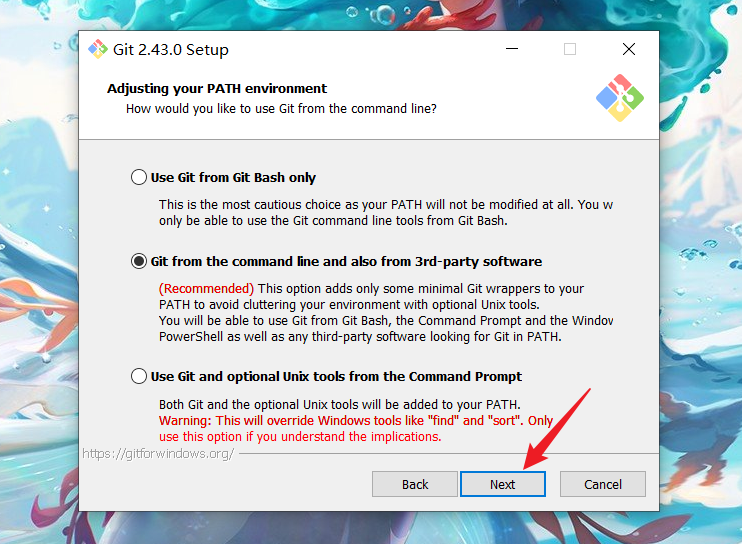 Git 2.43.0 Setup
Adjusting your PATH environment
How would you like to use Git from the command line?
Use Git from Git Bash only
This is the most cautious choice as your PATH will not be modified at all. You w
only be able to use the Git command line tools from Git Bash.
Git from the command line and also from 3rd-party software
(Recommended) This option adds only some minimal Git wrappers to your
PATH to avoid cluttering your environment with optional Unix tools.
You will be able to use Git from Git Bash, the Command Prompt and the Window
PowerShell as well as any third-party software looking for Git in PATH.
Use Git and optional Unix tools from the Command Prompt
Both Git and the optional Unix tools will be added to your PATH.
Warning: This will override Windows tools like "find" and "sort". Only
use this option if you understand the implications.
https://gitforwindows.org/
Back
Next
Cancel